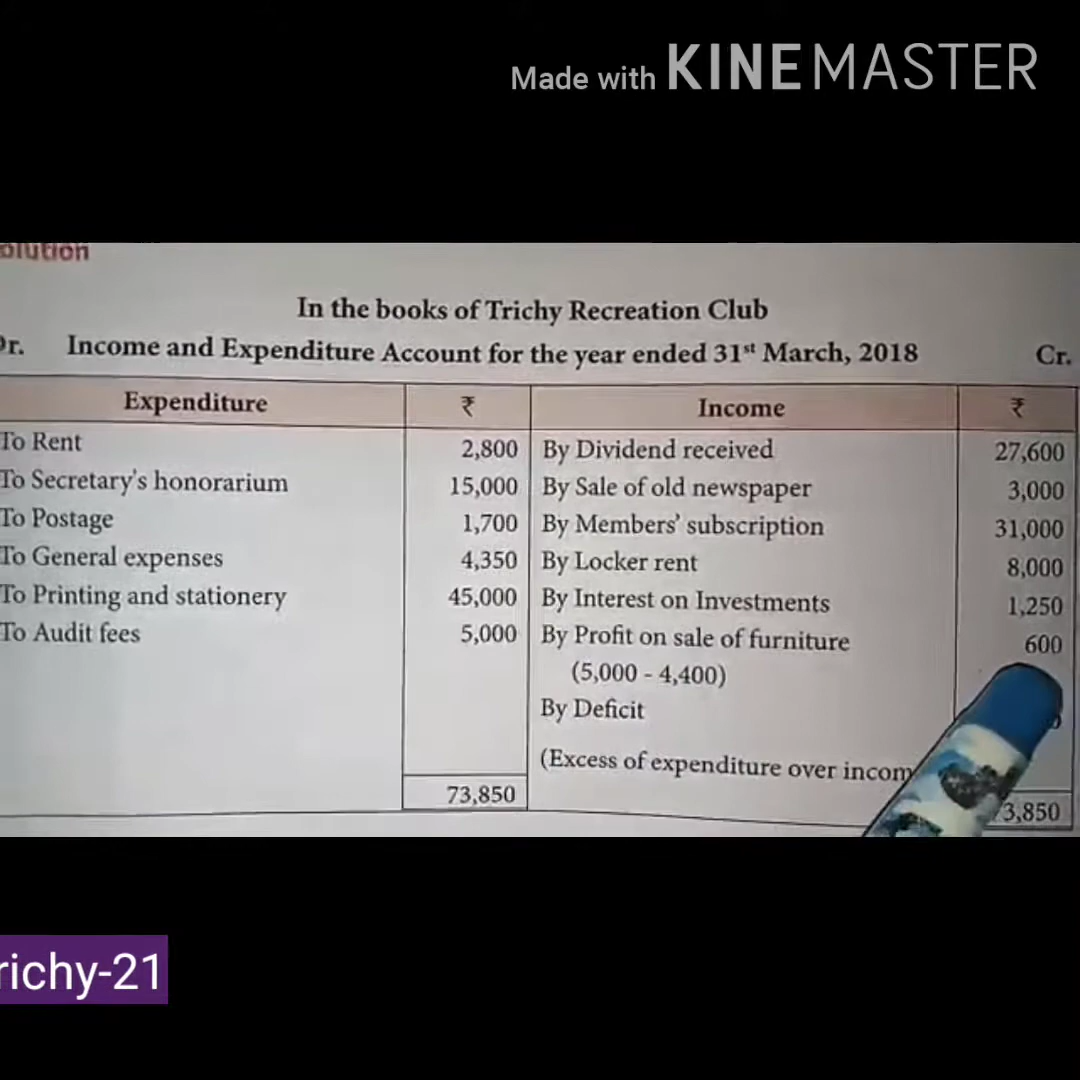 Made with KINEMASTER
olution
In the books of Trichy Recreation Club
Dr. Income and Expenditure Account for the year ended 31st March, 2018 Cr.
Expenditure ₹ Income ₹
To Rent 2,800 By Dividend received 27,600
To Secretary's honorarium 15,000 By Sale of old newspaper 3,000
To Postage 1,700 By Members' subscription 31,000
To General expenses 4,350 By Locker rent 8,000
To Printing and stationery 45,000 By Interest on Investments 1,250
To Audit fees 5,000 By Profit on sale of furniture 600
(5,000 - 4,400)
By Deficit
(Excess of expenditure over incom
73,850 3,850
richy-21